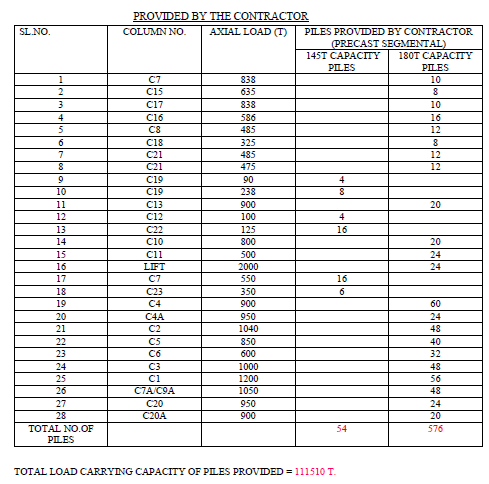 PROVIDED BY THE CONTRACTOR
SL.NO. COLUMN NO. AXIAL LOAD (T) PILES PROVIDED BY CONTRACTOR
(PRECAST SEGMENTAL)
145T CAPACITY 180T CAPACITY
PILES PILES
1 C7 838 10
2 C15 635 8
3 C17 838 10
4 C16 586 16
5 C8 485 12
6 C18 325 8
7 C21 485 12
8 C21 475 12
9 C19 90 4
10 C19 238 8
11 C13 900 20
12 C12 100 4
13 C22 125 16
14 C10 800 20
15 C11 500 24
16 LIFT 2000 24
17 C7 550 16
18 C23 350 6
19 C4 900 60
20 C4A 950 24
21 C2 1040 48
22 C5 850 40
23 C6 600 32
24 C3 1000 48
25 C1 1200 56
26 C7A/C9A 1050 48
27 C20 950 24
28 C20A 900 20
TOTAL NO.OF 54 576
PILES
TOTAL LOAD CARRYING CAPACITY OF PILES PROVIDED = 111510 T.